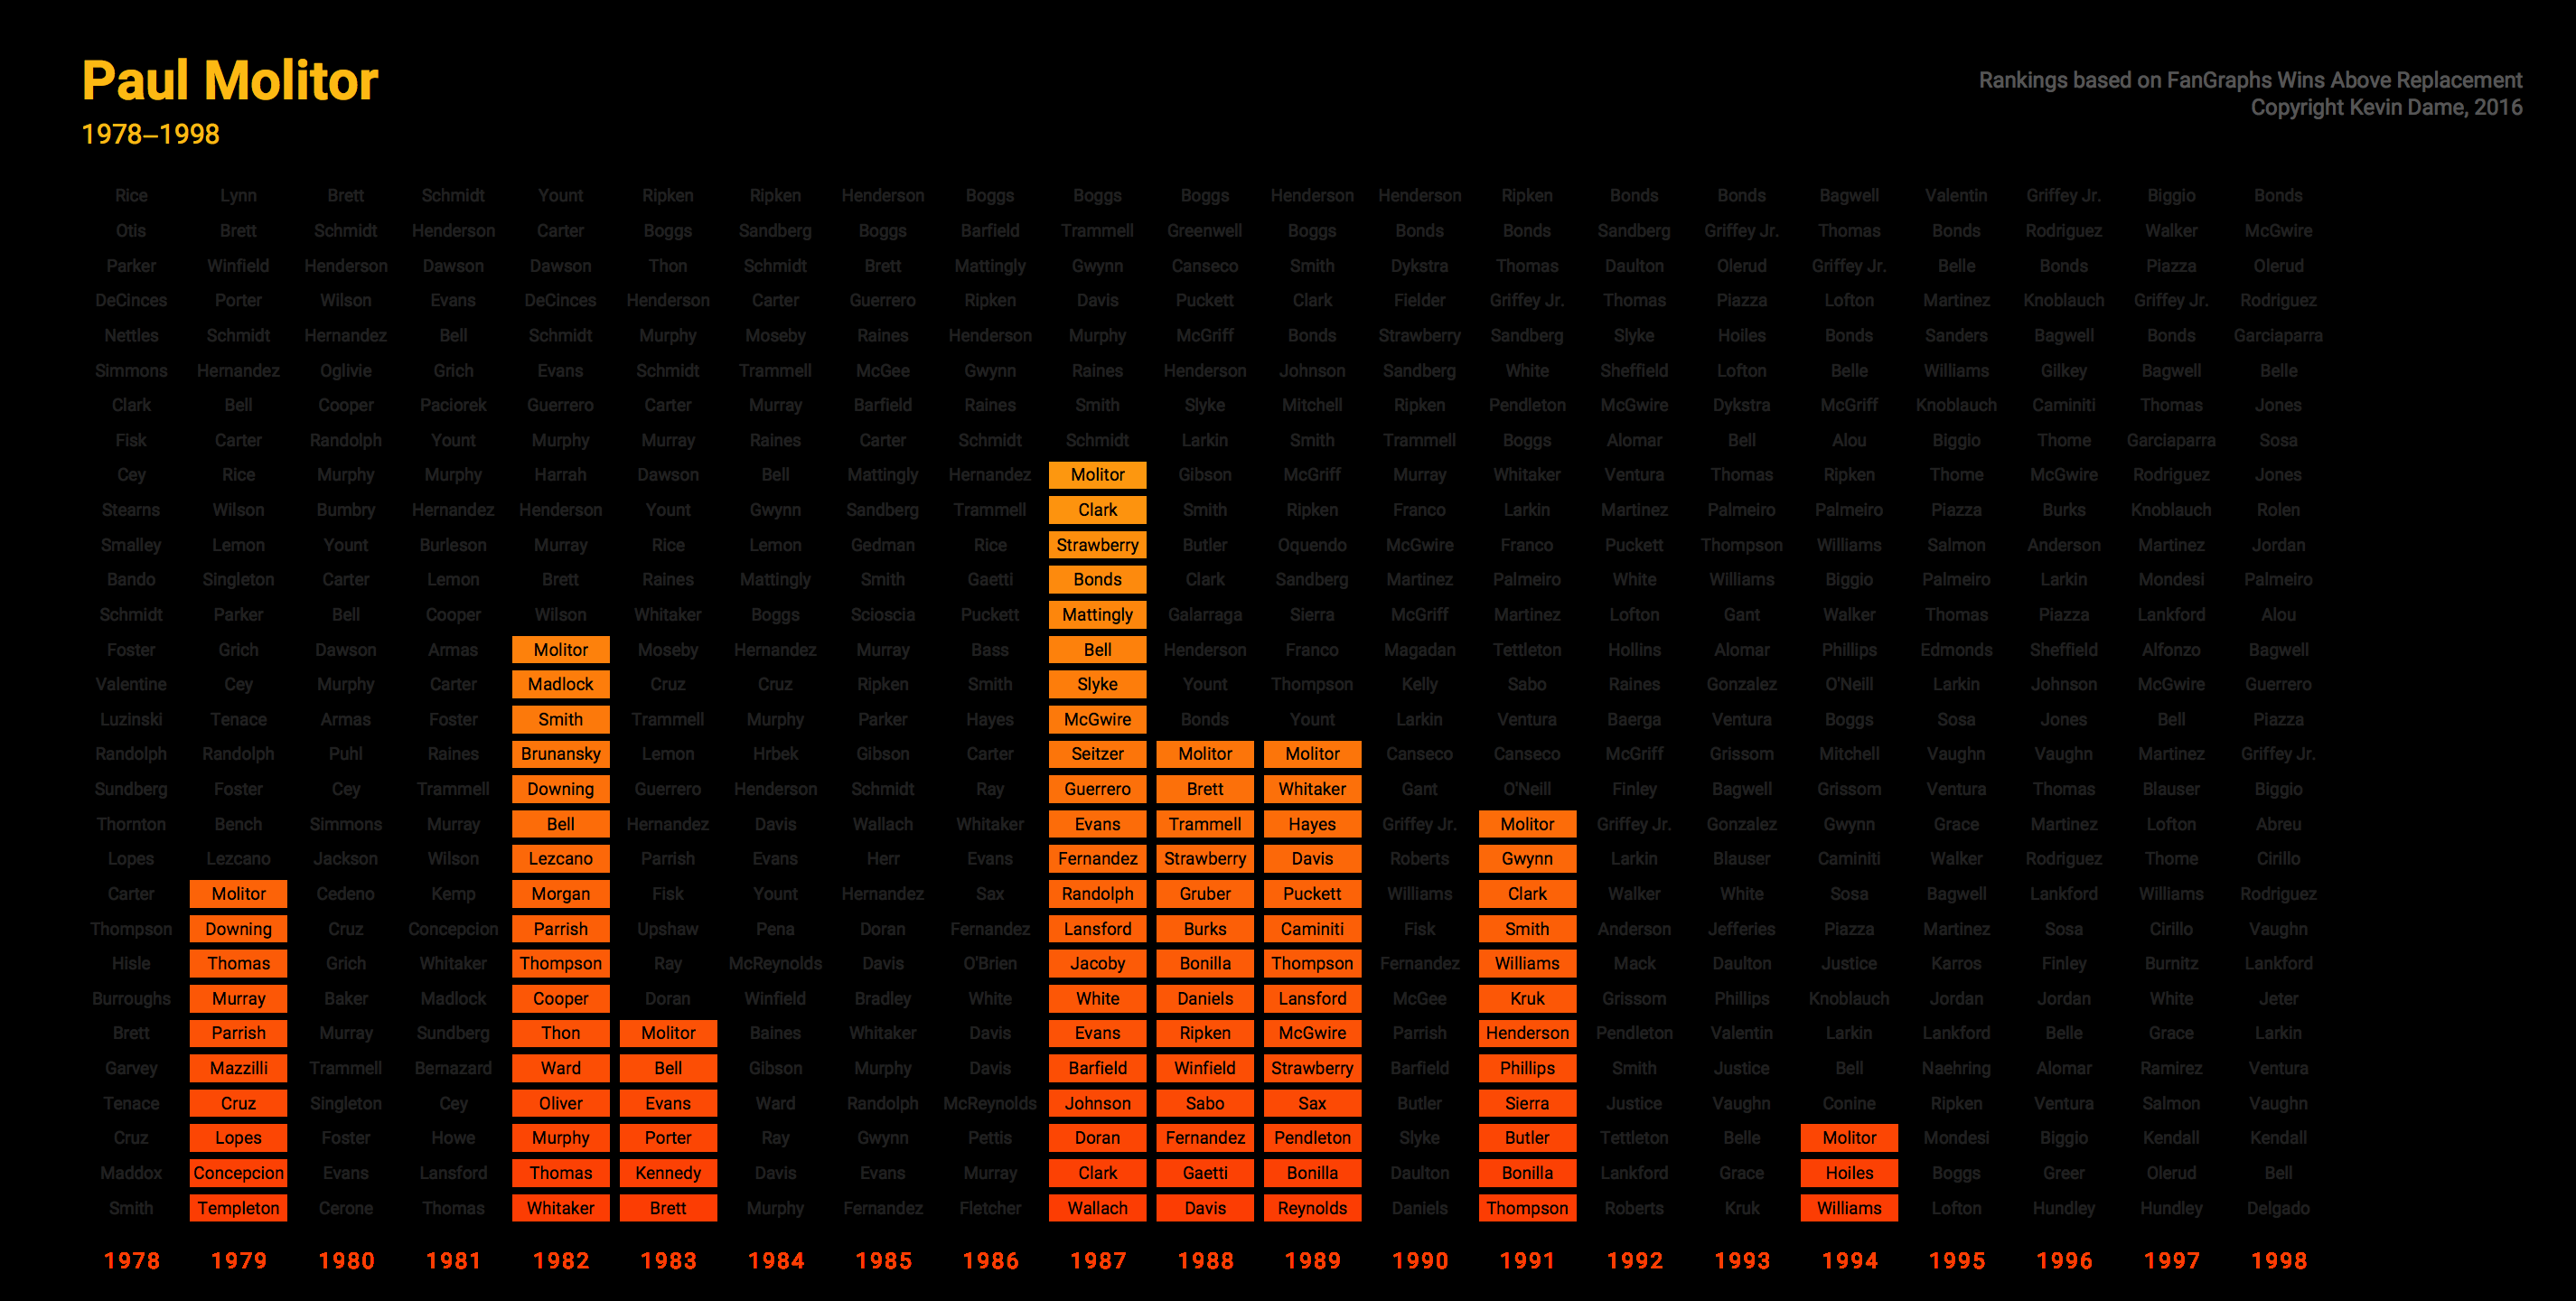 Paul Molitor
1978–1998
Rankings based on FanGraphs Wins Above Replacement
Copyright Kevin Dame, 2016
Rice Lynn Brett Schmidt Yount Ripken Ripken Henderson Boggs Boggs Boggs Henderson Henderson Ripken Bonds Bonds Bagwell Valentin Griffey Jr. Biggio Bonds
Otis Brett Schmidt Henderson Carter Boggs Sandberg Boggs Barfield Trammell Greenwell Boggs Bonds Bonds Sandberg Griffey Jr. Thomas Bonds Rodriguez Walker McGwire
Parker Winfield Henderson Dawson Dawson Thon Schmidt Brett Mattingly Gwynn Canseco Smith Dykstra Thomas Daulton Olerud Griffey Jr. Belle Bonds Piazza Olerud
DeCinces Porter Wilson Evans DeCinces Henderson Carter Guerrero Ripken Davis Puckett Clark Fielder Griffey Jr. Thomas Piazza Lofton Martinez Knoblauch Griffey Jr. Rodriguez
Nettles Schmidt Hernandez Bell Schmidt Murphy Moseby Raines Henderson Murphy McGriff Bonds Strawberry Sandberg Slyke Hoiles Bonds Sanders Bagwell Bonds Garciaparra
Simmons Hernandez Oglivie Grich Evans Schmidt Trammell McGee Gwynn Raines Henderson Johnson Sandberg White Sheffield Lofton Belle Williams Gilkey Bagwell Belle
Clark Bell Cooper Paciorek Guerrero Carter Murray Barfield Raines Smith Slyke Mitchell Ripken Pendleton McGwire Dykstra McGriff Knoblauch Caminiti Thomas Jones
Fisk Carter Randolph Yount Murphy Murray Raines Carter Schmidt Schmidt Larkin Smith Trammell Boggs Alomar Bell Alou Biggio Thome Garciaparra Sosa
Cey Rice Murphy Murphy Harrah Dawson Bell Mattingly Hernandez Molitor Gibson McGriff Murray Whitaker Ventura Thomas Ripken Thome McGwire Rodriguez Jones
Stearns Wilson Bumbry Hernandez Henderson Yount Gwynn Sandberg Trammell Clark Smith Ripken Franco Larkin Martinez Palmeiro Palmeiro Piazza Burks Knoblauch Rolen
Smalley Lemon Yount Burleson Murray Rice Lemon Gedman Rice Strawberry Butler Oquendo McGwire Franco Puckett Thompson Williams Salmon Anderson Martinez Jordan
Bando Singleton Carter Lemon Brett Raines Mattingly Smith Gaetti Bonds Clark Sandberg Martinez Palmeiro White Williams Biggio Palmeiro Larkin Mondesi Palmeiro
Schmidt Parker Bell Cooper Wilson Whitaker Boggs Scioscia Puckett Mattingly Galarraga Sierra McGriff Martinez Lofton Gant Walker Thomas Piazza Lankford Alou
Foster Grich Dawson Armas Molitor Moseby Hernandez Murray Bass Bell Henderson Franco Magadan Tettleton Hollins Alomar Phillips Edmonds Sheffield Alfonzo Bagwell
Valentine Cey Murphy Carter Madlock Cruz Cruz Ripken Smith Slyke Yount Thompson Kelly Sabo Raines Gonzalez O'Neill Larkin Johnson McGwire Guerrero
Luzinski Tenace Armas Foster Smith Trammell Murphy Parker Hayes McGwire Bonds Yount Larkin Ventura Baerga Ventura Boggs Sosa Jones Bell Piazza
Randolph Randolph Puhl Raines Brunansky Lemon Hrbek Gibson Carter Seitzer Molitor Molitor Canseco Canseco McGriff Grissom Mitchell Vaughn Vaughn Martinez Griffey Jr.
Sundberg Foster Cey Trammell Downing Guerrero Henderson Schmidt Ray Guerrero Brett Whitaker Gant O'Neill Finley Bagwell Grissom Ventura Thomas Blauser Biggio
Thornton Bench Simmons Murray Bell Hernandez Davis Wallach Whitaker Evans Trammell Hayes Griffey Jr. Molitor Griffey Jr. Gonzalez Gwynn Grace Martinez Lofton Abreu
Lopes Lezcano Jackson Wilson Lezcano Parrish Evans Herr Evans Fernandez Strawberry Davis Roberts Gwynn Larkin Blauser Caminiti Walker Rodriguez Thome Cirillo
Carter Molitor Cedeno Kemp Morgan Fisk Yount Hernandez Sax Randolph Gruber Puckett Williams Clark Walker White Sosa Bagwell Lankford Williams Rodriguez
Thompson Downing Cruz Concepcion Parrish Upshaw Pena Doran Fernandez Lansford Burks Caminiti Fisk Smith Anderson Jefferies Piazza Martinez Sosa Cirillo Vaughn
Hisle Thomas Grich Whitaker Thompson Ray McReynolds Davis O'Brien Jacoby Bonilla Thompson Fernandez Williams Mack Daulton Justice Karros Finley Burnitz Lankford
Burroughs Murray Baker Madlock Cooper Doran Winfield Bradley White White Daniels Lansford McGee Kruk Grissom Phillips Knoblauch Jordan Jordan White Jeter
Brett Parrish Murray Sundberg Thon Molitor Baines Whitaker Davis Evans Ripken McGwire Parrish Henderson Pendleton Valentin Larkin Lankford Belle Grace Larkin
Garvey Mazzilli Trammell Bernazard Ward Bell Gibson Murphy Davis Barfield Winfield Strawberry Barfield Phillips Smith Justice Bell Naehring Alomar Ramirez Ventura
Tenace Cruz Singleton Cey Oliver Evans Ward Randolph McReynolds Johnson Sabo Sax Butler Sierra Justice Vaughn Conine Ripken Ventura Salmon Vaughn
Cruz Lopes Foster Howe Murphy Porter Ray Gwynn Pettis Doran Fernandez Pendleton Slyke Butler Tettleton Belle Molitor Mondesi Biggio Kendall Kendall
Maddox Concepcion Evans Lansford Thomas Kennedy Davis Evans Murray Clark Gaetti Bonilla Daulton Bonilla Lankford Grace Hoiles Boggs Greer Olerud Bell
Smith Templeton Cerone Thomas Whitaker Brett Murphy Fernandez Fletcher Wallach Davis Reynolds Daniels Thompson Roberts Kruk Williams Lofton Hundley Hundley Delgado
1978 1979 1980 1981 1982 1983 1984 1985 1986 1987 1988 1989 1990 1991 1992 1993 1994 1995 1996 1997 1998